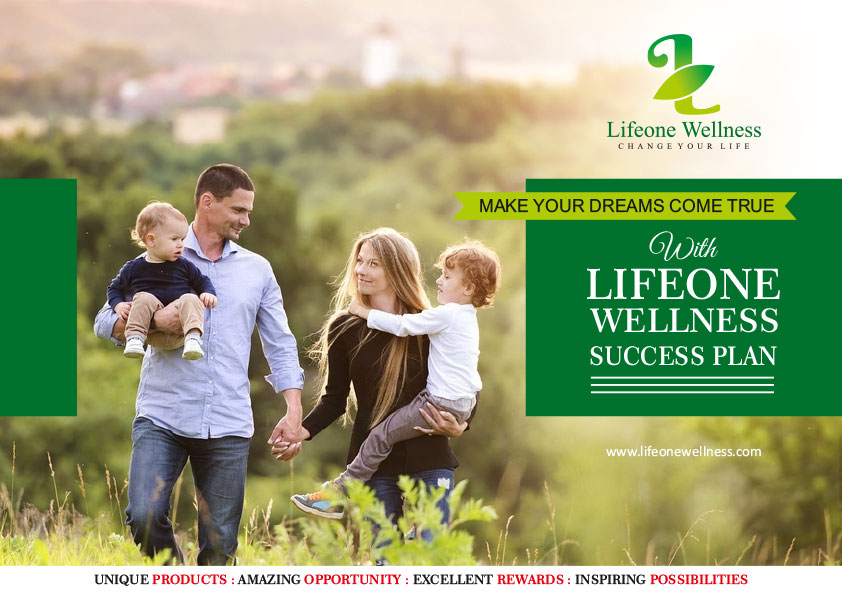 Lifeone Wellness
CHANGE YOUR LIFE
MAKE YOUR DREAMS COME TRUE
With
LIFEONE
WELLNESS
SUCCESS PLAN
www.lifeonewellness.com
UNIQUE PRODUCTS : AMAZING OPPORTUNITY : EXCELLENT REWARDS : INSPIRING POSSIBILITIES